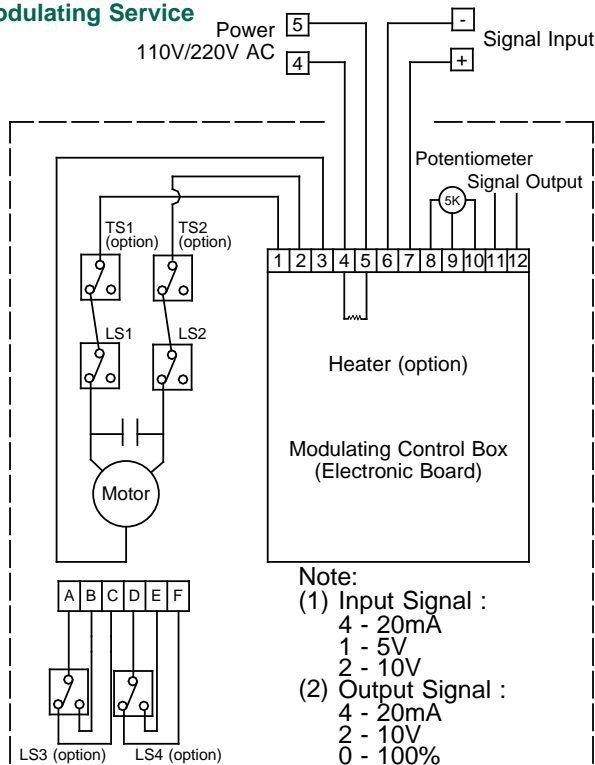 odulating Service
Power
110V/220V AC
5
4
-
+
Signal Input
Potentiometer
Signal Output
5K
TS1
(option)
TS2
(option)
1 2 3 4 5 6 7 8 9 10 11 12
LS1
LS2
Heater (option)
Modulating Control Box
(Electronic Board)
Motor
A B C D E F
LS3 (option)
LS4 (option)
Note:
(1) Input Signal :
4 - 20mA
1 - 5V
2 - 10V
(2) Output Signal :
4 - 20mA
2 - 10V
0 - 100%